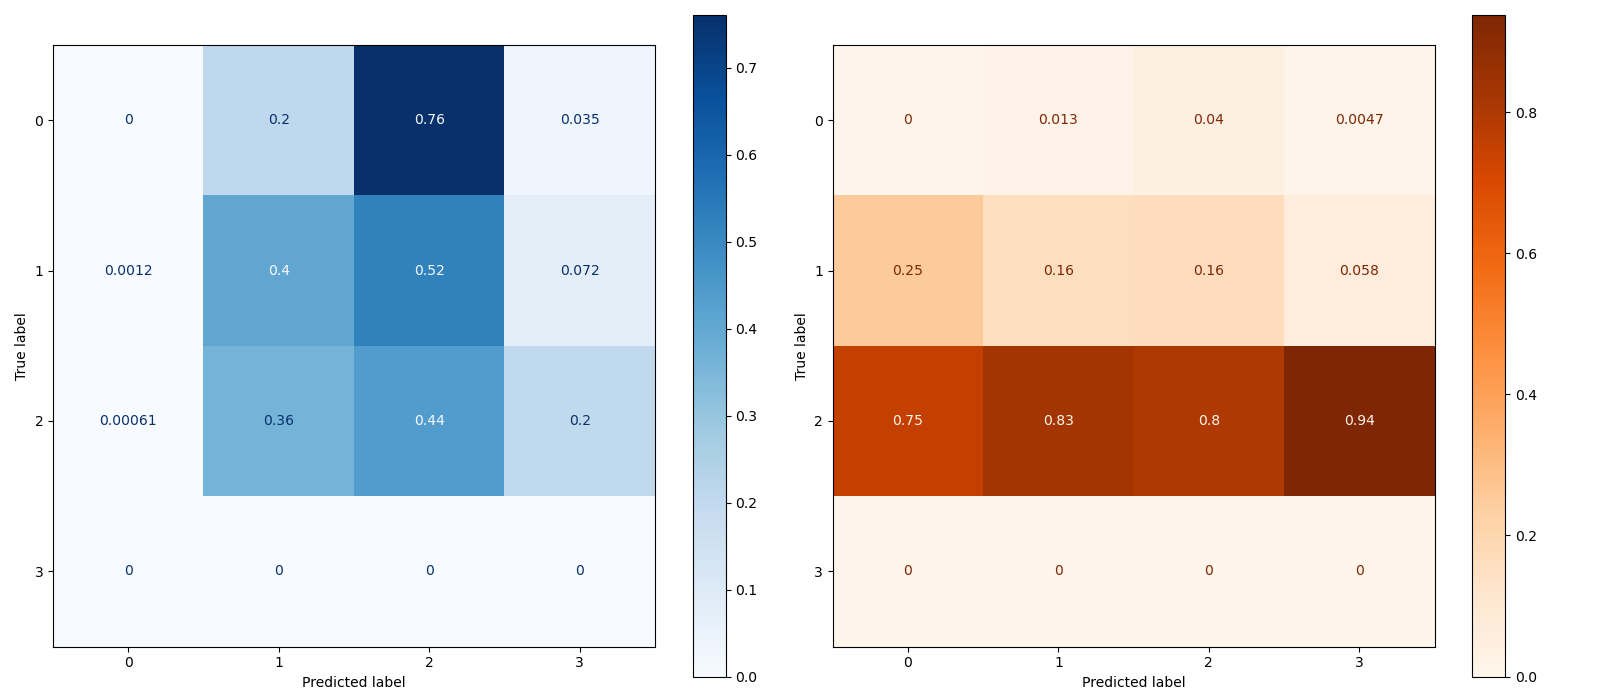 0 0 0.2 0.76 0.035
1 0.0012 0.4 0.52 0.072
2 0.00061 0.36 0.44 0.2
3 0 0 0 0
0 1 2 3
Predicted label
True label
0.7
0.6
0.5
0.4
0.3
0.2
0.1
0.0
0 0 0.013 0.04 0.0047
1 0.25 0.16 0.16 0.058
2 0.75 0.83 0.8 0.94
3 0 0 0 0
0 1 2 3
Predicted label
True label
0.8
0.6
0.4
0.2
0.0